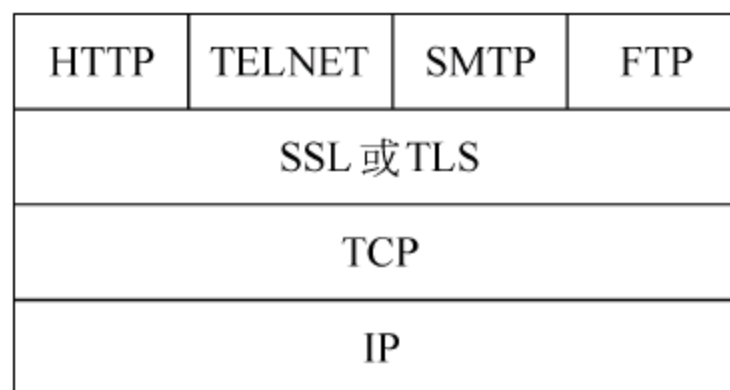 HTTP TELNET SMTP FTP
SSL 或 TLS
TCP
IP